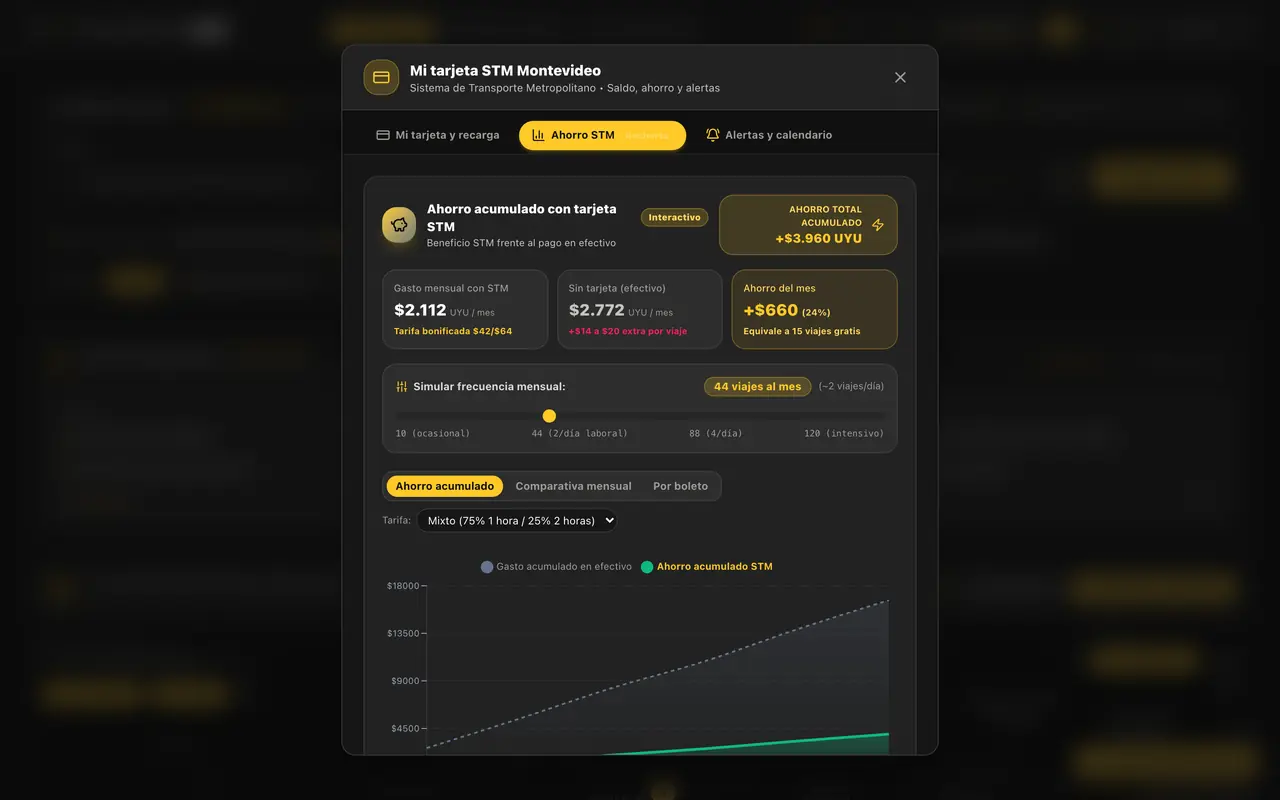 Mi tarjeta STM Montevideo
Sistema de Transporte Metropolitano • Saldo, ahorro y alertas
Mi tarjeta y recarga
Ahorro STM
Alertas y calendario
Ahorro acumulado con tarjeta
STM
Beneficio STM frente al pago en efectivo
Interactivo
AHORRO TOTAL
ACUMULADO
+$3.960 UYU
Gasto mensual con STM
$2.112 UYU / mes
Tarifa bonificada $42/$64
Sin tarjeta (efectivo)
$2.772 UYU / mes
+$14 a $20 extra por viaje
Ahorro del mes
+$660 (24%)
Equivale a 15 viajes gratis
Simular frecuencia mensual:
44 viajes al mes
(~2 viajes/día)
10 (ocasional)
44 (2/día laboral)
88 (4/día)
120 (intensivo)
Ahorro acumulado
Comparativa mensual
Por boleto
Tarifa:
Mixto (75% 1 hora / 25% 2 horas)
Gasto acumulado en efectivo
Ahorro acumulado STM
$18000
$13500
$9000
$4500